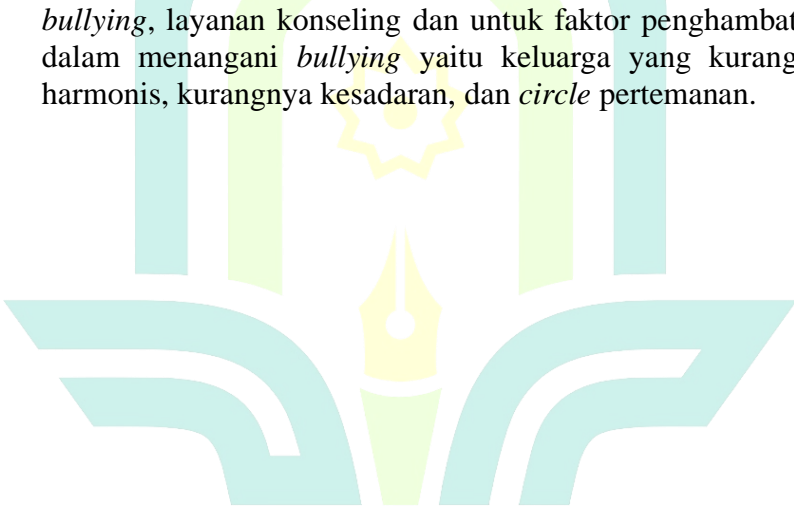 bullying, layanan konseling dan untuk faktor penghambat
dalam menangani bullying yaitu keluarga yang kurang
harmonis, kurangnya kesadaran, dan circle pertemanan.